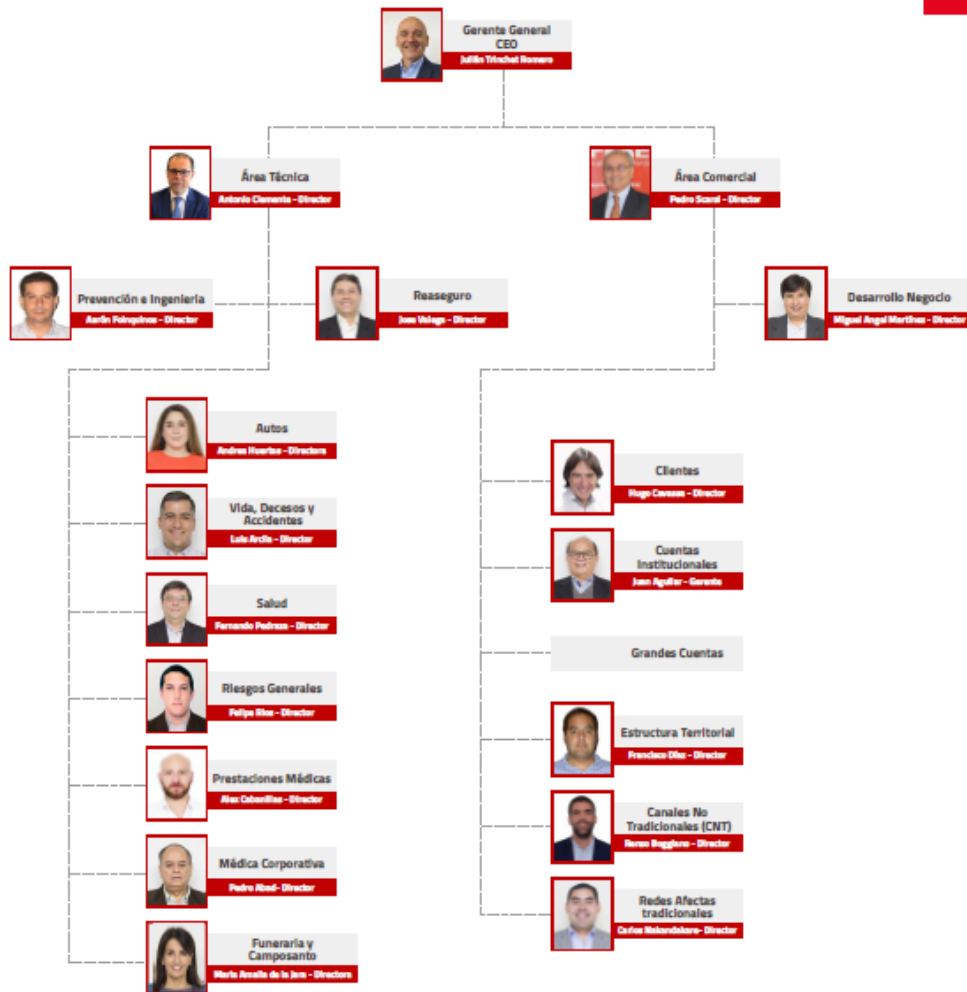 Gerente General
CEO
Julián Trinchet Romero
Área Técnica
Antonio Clemente - Director
Área Comercial
Pedro Scarsi - Director
Prevención e Ingeniería
Aarón - Director
Reaseguro
Jose - Director
Desarrollo Negocio
Miguel Angel Martínez - Director
Autos
Andrea Huertas - Directora
Vida, Decesos y
Accidentes
Luis Arcila - Director
Salud
Fernando Pedraza - Director
Riesgos Generales
Felipe Ríos - Director
Prestaciones Médicas
Alex Cabanillas - Director
Médica Corporativa
Pedro Abad- Director
Funeraria y
Camposanto
María Amalia de la Jara - Directora
Clientes
Hugo - Director
Cuentas
Institucionales
Juan Aguilar - Gerente
Grandes Cuentas
Estructura Territorial
Francisco Díaz - Director
Canales No
Tradicionales (CNT)
Renzo Boggiano - Director
Redes Afectas
tradicionales
Carlos Nakandakare- Director